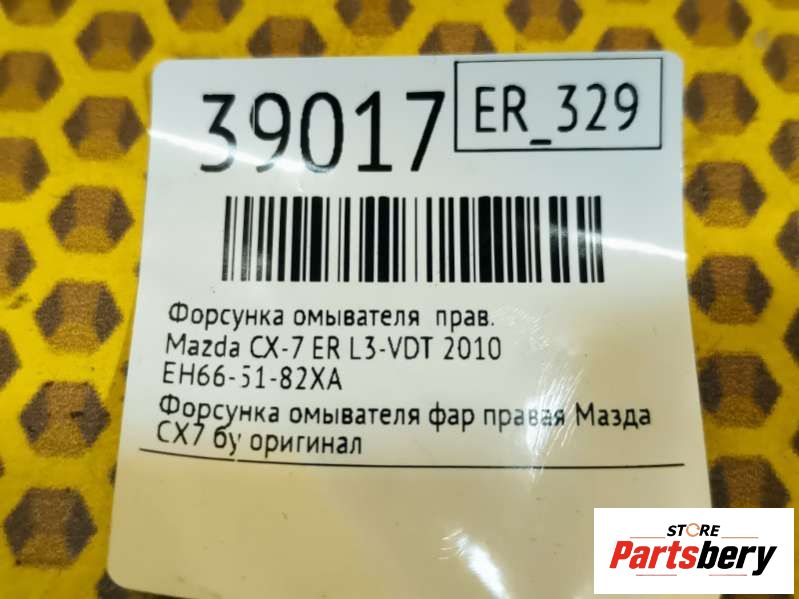 39017
ER_329
Форсунка омывателя прав.
Mazda CX-7 ER L3-VDT 2010
EH66-51-82XA
Форсунка омывателя фар правая Мазда
СХ7 бу оригинал
STORE
Partsbery